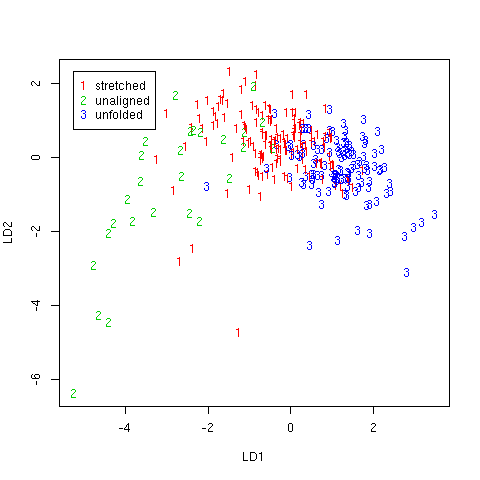 1 stretched
2 unaligned
3 unfolded
LD2
2
0
-2
-4
-6
-4 -2 0 2
LD1